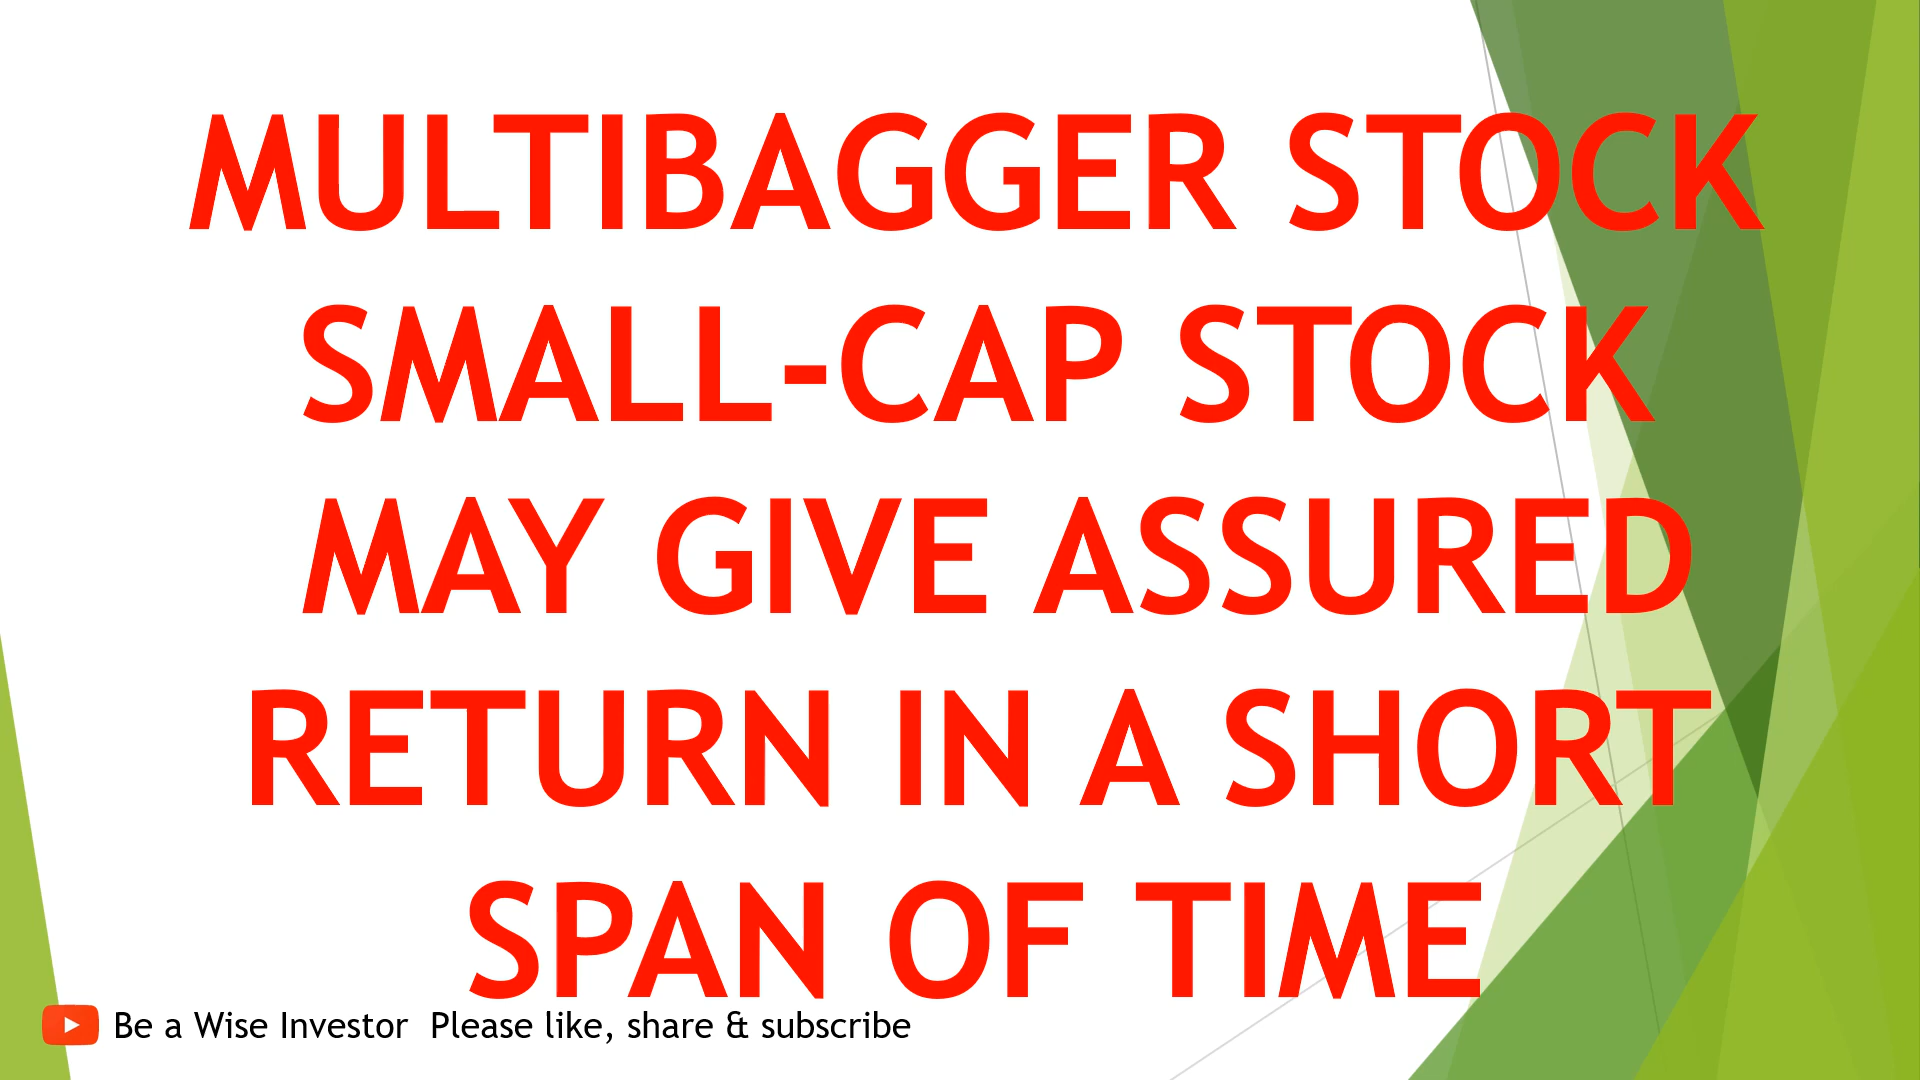 MULTIBAGGER STOCK
SMALL-CAP STOCK
MAY GIVE ASSURED
RETURN IN A SHORT
SPAN OF TIME
Be a Wise Investor  Please like, share & subscribe